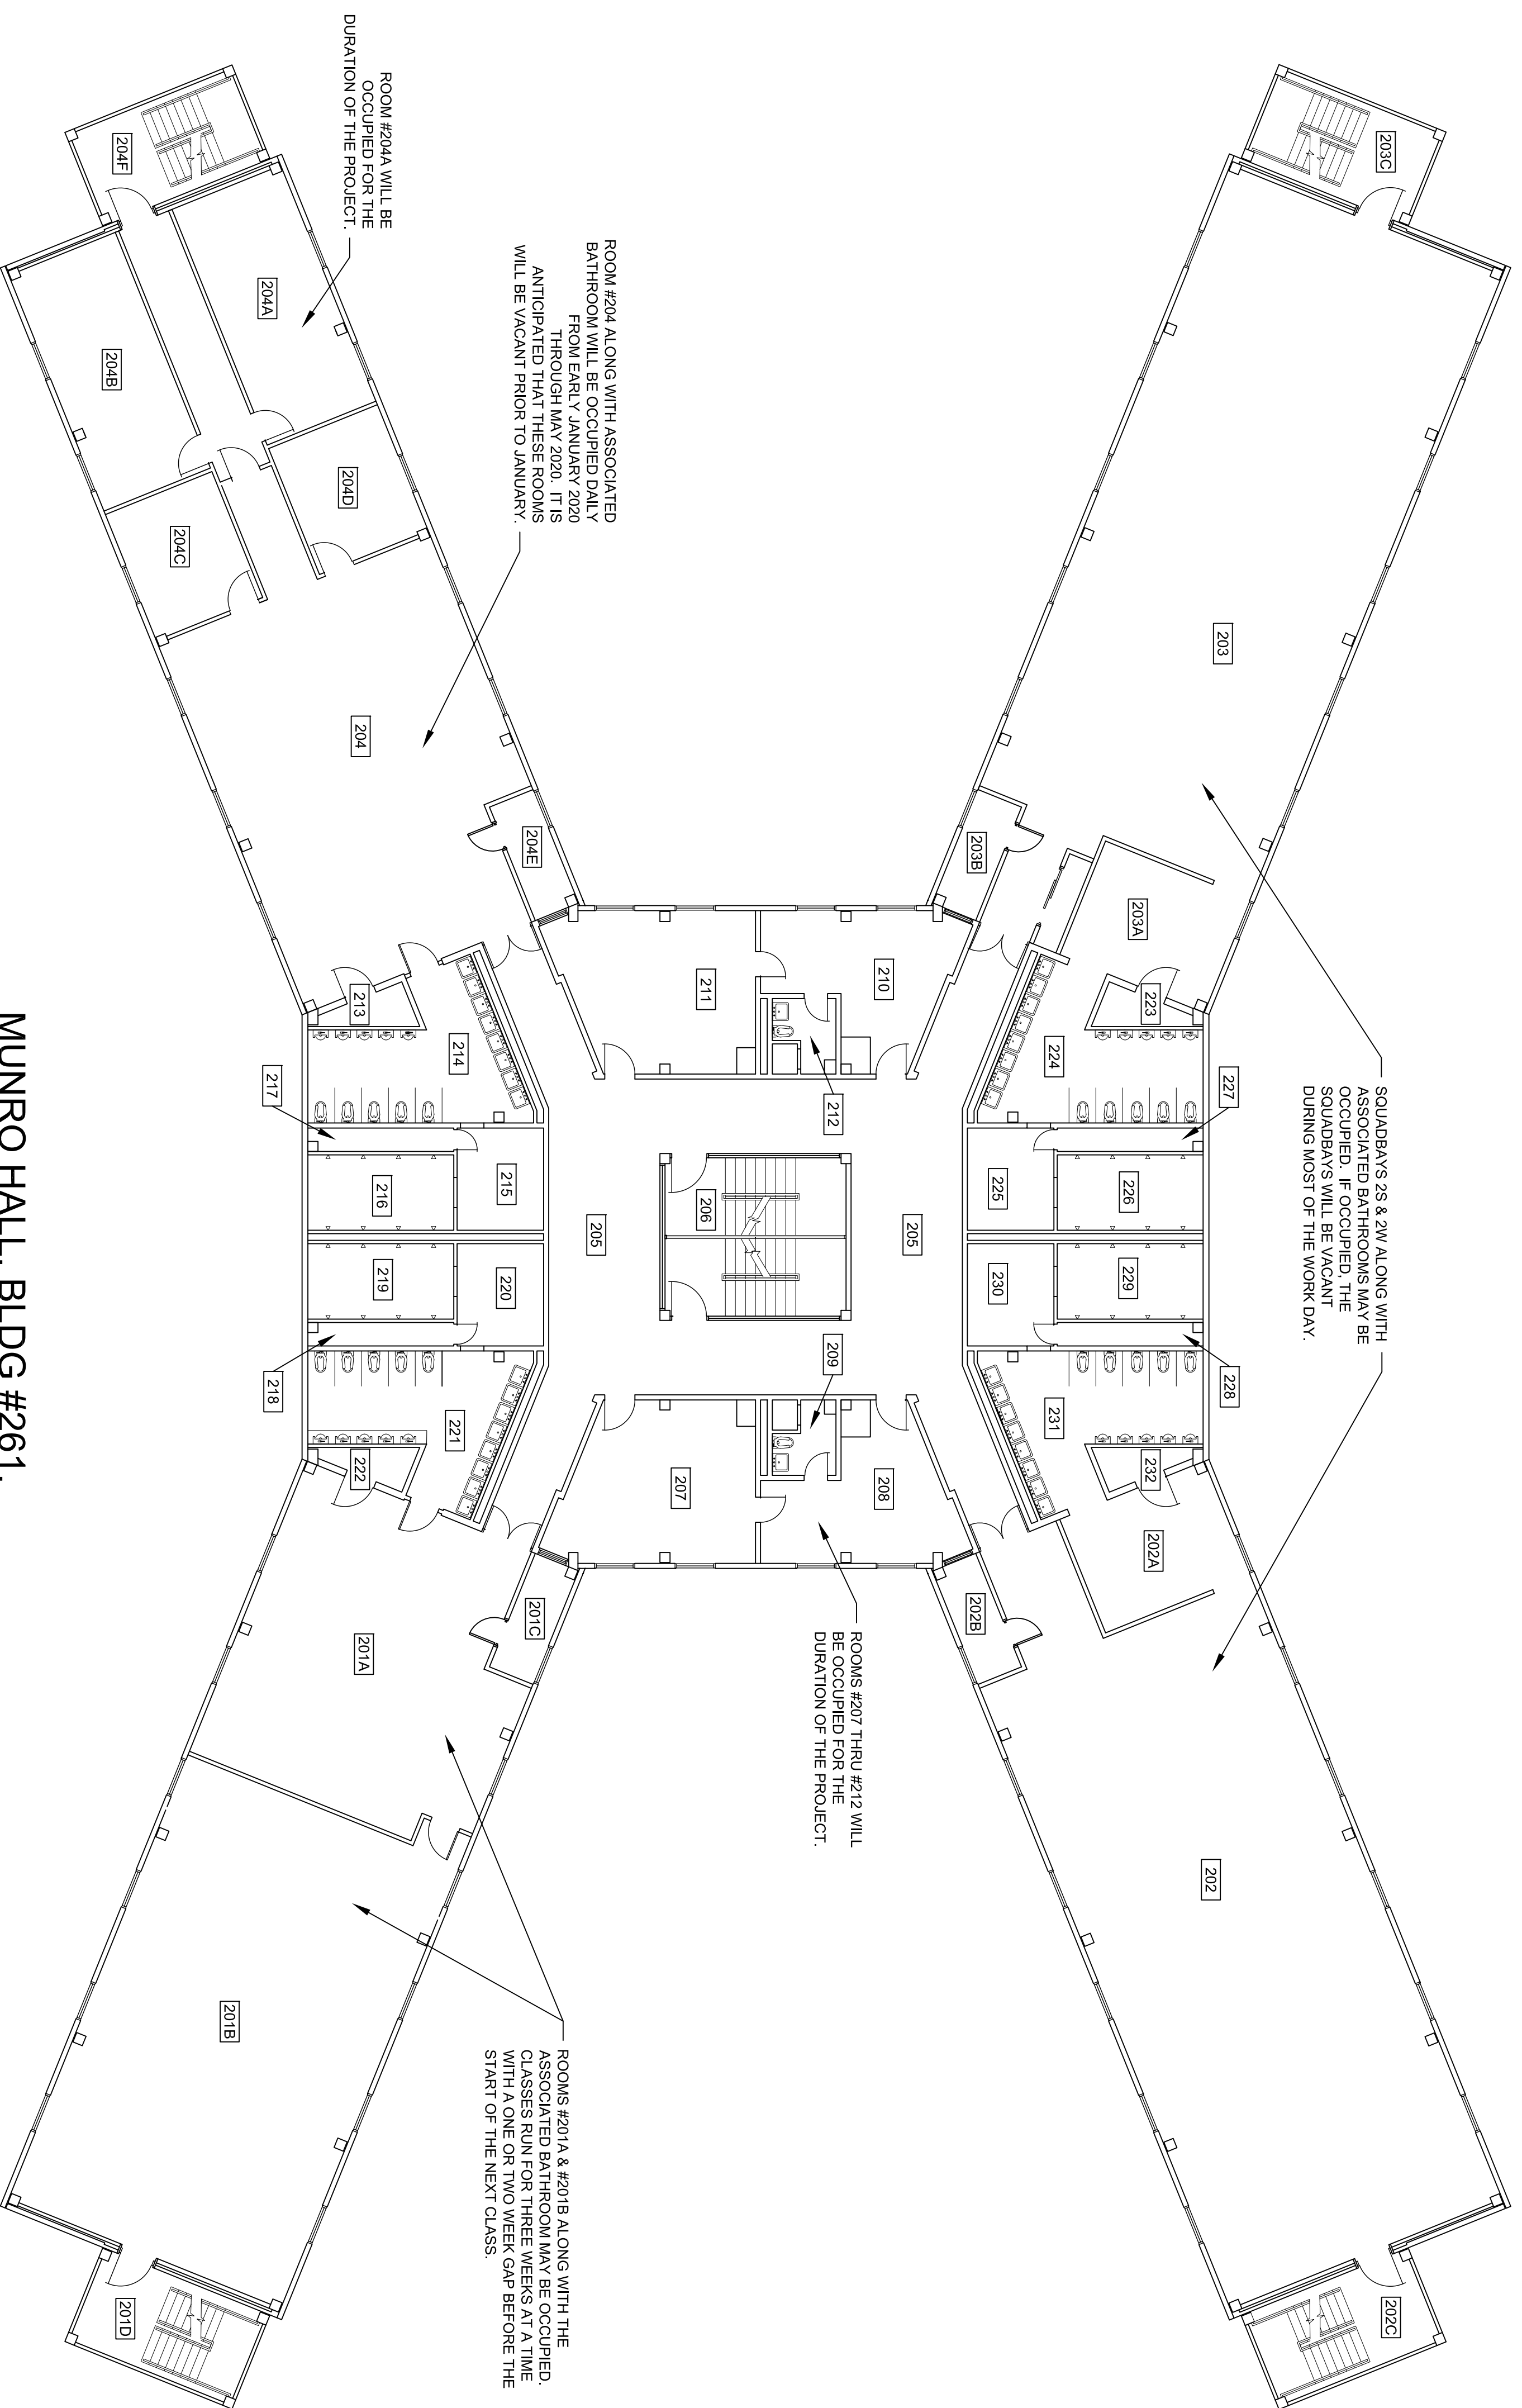 ROOM #204A WILL BE
OCCUPIED FOR THE
DURATION OF THE PROJECT.
ROOM #204 ALONG WITH ASSOCIATED
BATHROOM WILL BE OCCUPIED DAILY
FROM EARLY JANUARY 2020
THROUGH MAY 2020. IT IS
ANTICIPATED THAT THESE ROOMS
WILL BE VACANT PRIOR TO JANUARY.
SQUADBAYS 2S & 2W ALONG WITH
ASSOCIATED BATHROOMS MAY BE
OCCUPIED. IF OCCUPIED, THE
SQUADBAYS WILL BE VACANT
DURING MOST OF THE WORK DAY.
ROOMS #207 THRU #212 WILL
BE OCCUPIED FOR THE
DURATION OF THE PROJECT.
ROOMS #201A & #201B ALONG WITH THE
ASSOCIATED BATHROOM MAY BE OCCUPIED.
CLASSES RUN FOR THREE WEEKS AT A TIME
WITH A ONE OR TWO WEEK GAP BEFORE THE
START OF THE NEXT CLASS.
203C
203
203A
203B
223
224
227
226
225
229
230
228
231
232
202A
202B
202
202C
204F
204A
204B
204D
204C
204
204E
213
214
217
216
215
219
220
218
221
222
211
210
212
205
206
205
209
207
208
201C
201A
201B
201D
MUNRO HALL, BLDG #261,